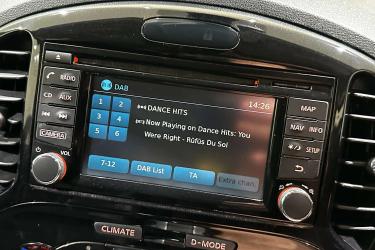 RADIO
CD AUX
CAMERA
VOL
DAB
14:26
1 2
3 4
5 6
DANCE HITS
Now Playing on Dance Hits: You
Were Right - Rüfüs Du Sol
7-12
DAB List
TA
Extra chan.
MAP
NAV INFO
SETUP
CLIMATE
D-MODE